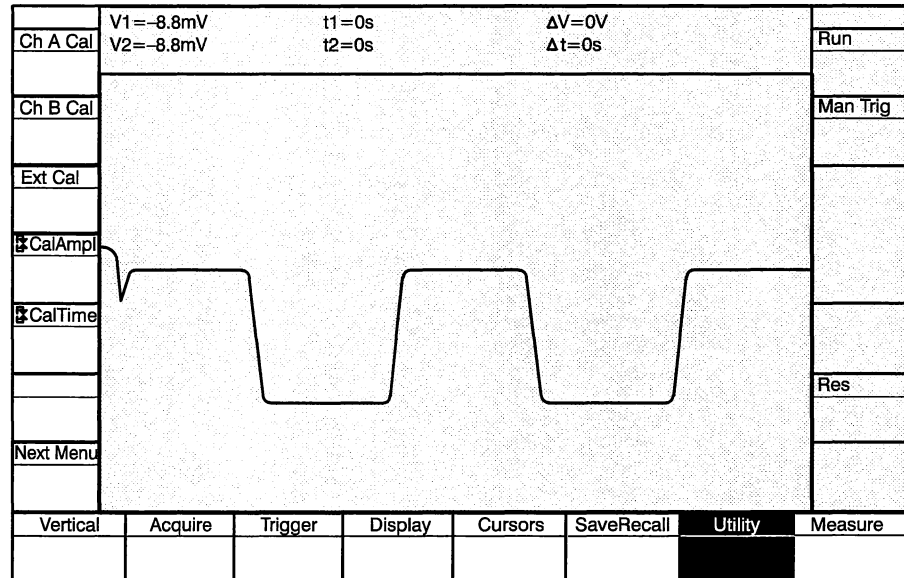 V1=–8.8mV t1=0s ΔV=0V
V2=–8.8mV t2=0s Δt=0s
Ch A Cal
Ch B Cal
Ext Cal
CalAmpl
CalTime
Next Menu
Run
Man Trig
Res
Vertical Acquire Trigger Display Cursors SaveRecall Utility Measure